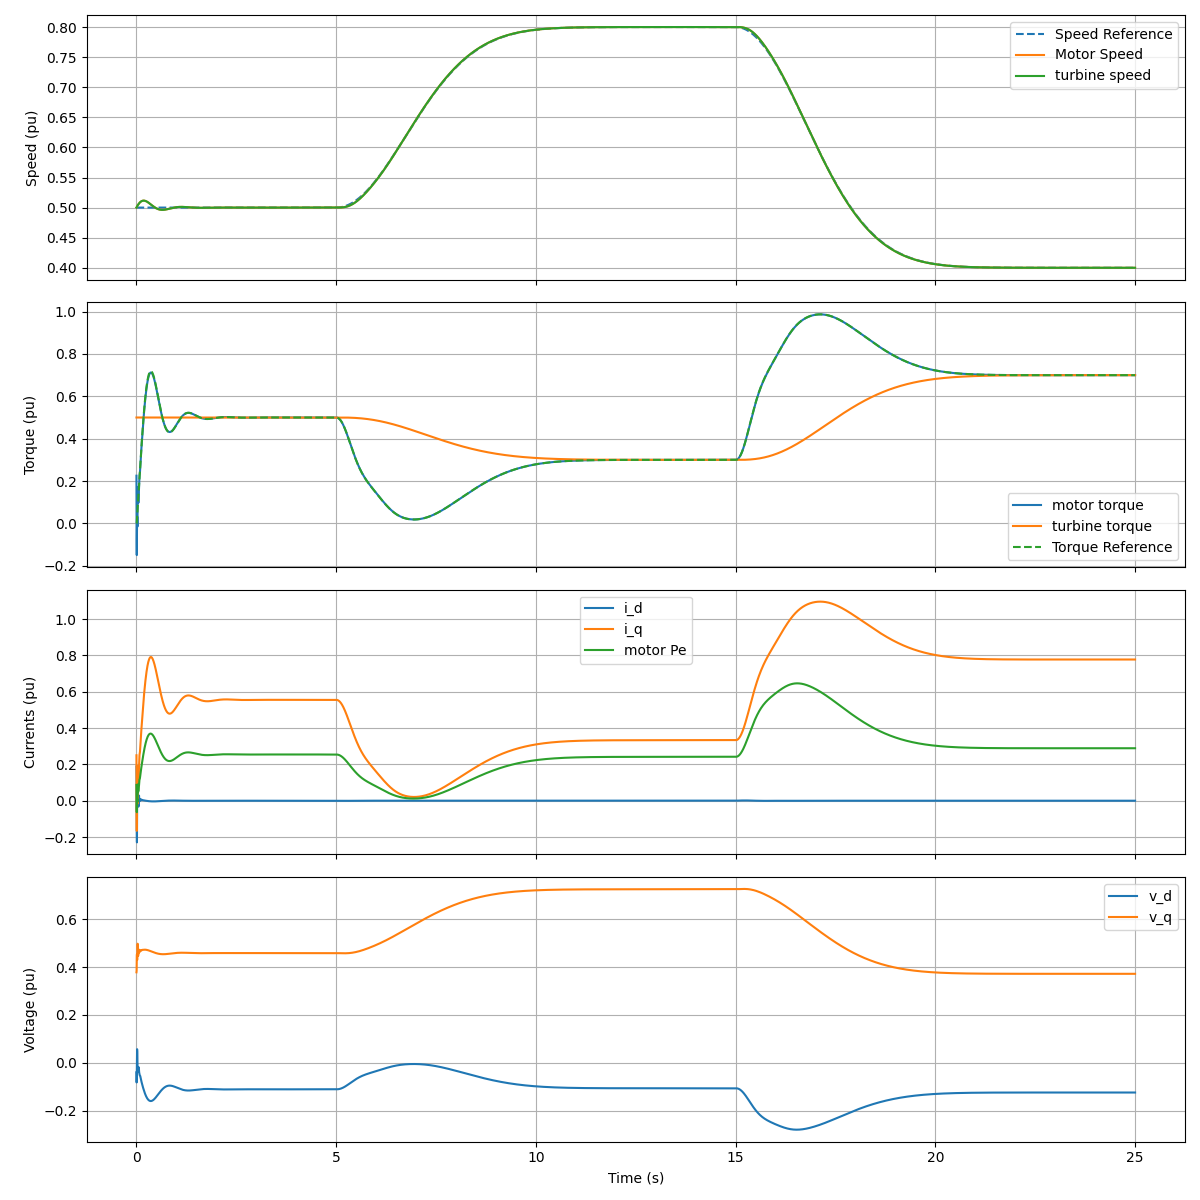 0.80
0.75
0.70
0.65
0.60
0.55
0.50
0.45
0.40
Speed (pu)
Speed Reference
Motor Speed
turbine speed
1.0
0.8
0.6
0.4
0.2
0.0
−0.2
Torque (pu)
motor torque
turbine torque
Torque Reference
1.0
0.8
0.6
0.4
0.2
0.0
−0.2
Currents (pu)
i_d
i_q
motor Pe
0.6
0.4
0.2
0.0
−0.2
Voltage (pu)
v_d
v_q
0 5 10 15 20 25
Time (s)